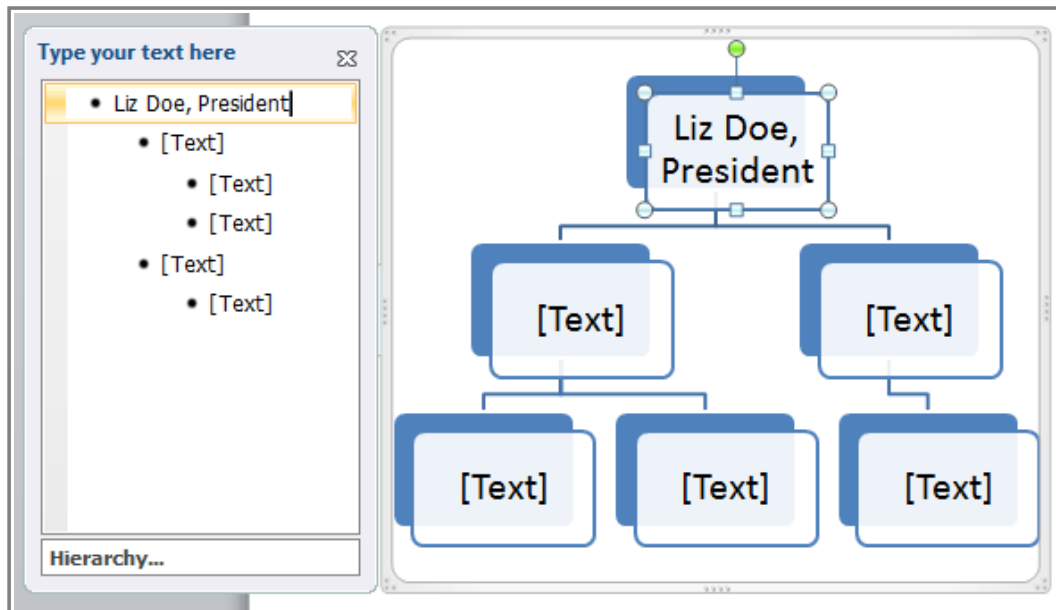 Type your text here
• Liz Doe, President
• [Text]
• [Text]
• [Text]
• [Text]
• [Text]
Hierarchy...
Liz Doe,
President
[Text]
[Text]
[Text]
[Text]
[Text]